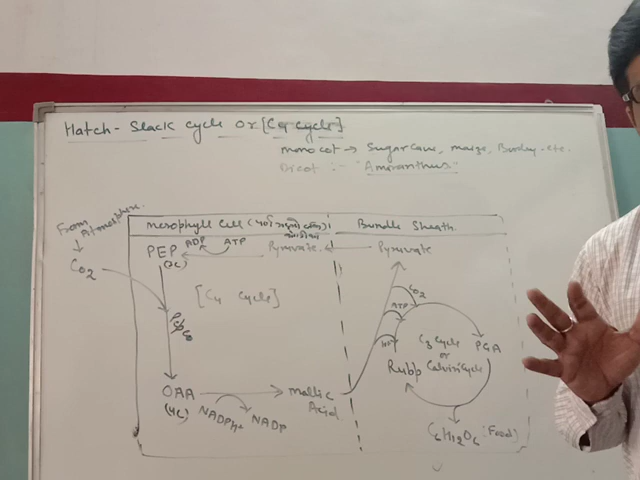 Hatch-Slack cycle Or [C4 cycle]
monocot → Sugarcane, maize, Barley. etc.
Dicot :- "Amaranthus"
From Atmosphere.
CO2
mesophyll cell
Bundle Sheath
PEP
(3C)
ADP
ATP
Pyruvate
Pyruvate
[C4 cycle]
CO2
ATP
C3 cycle
or
Calvin cycle
PGA
Rubp
OAA
(4C)
NADPH+
NADP
mallic
Acid
C6H12O6 (Food)